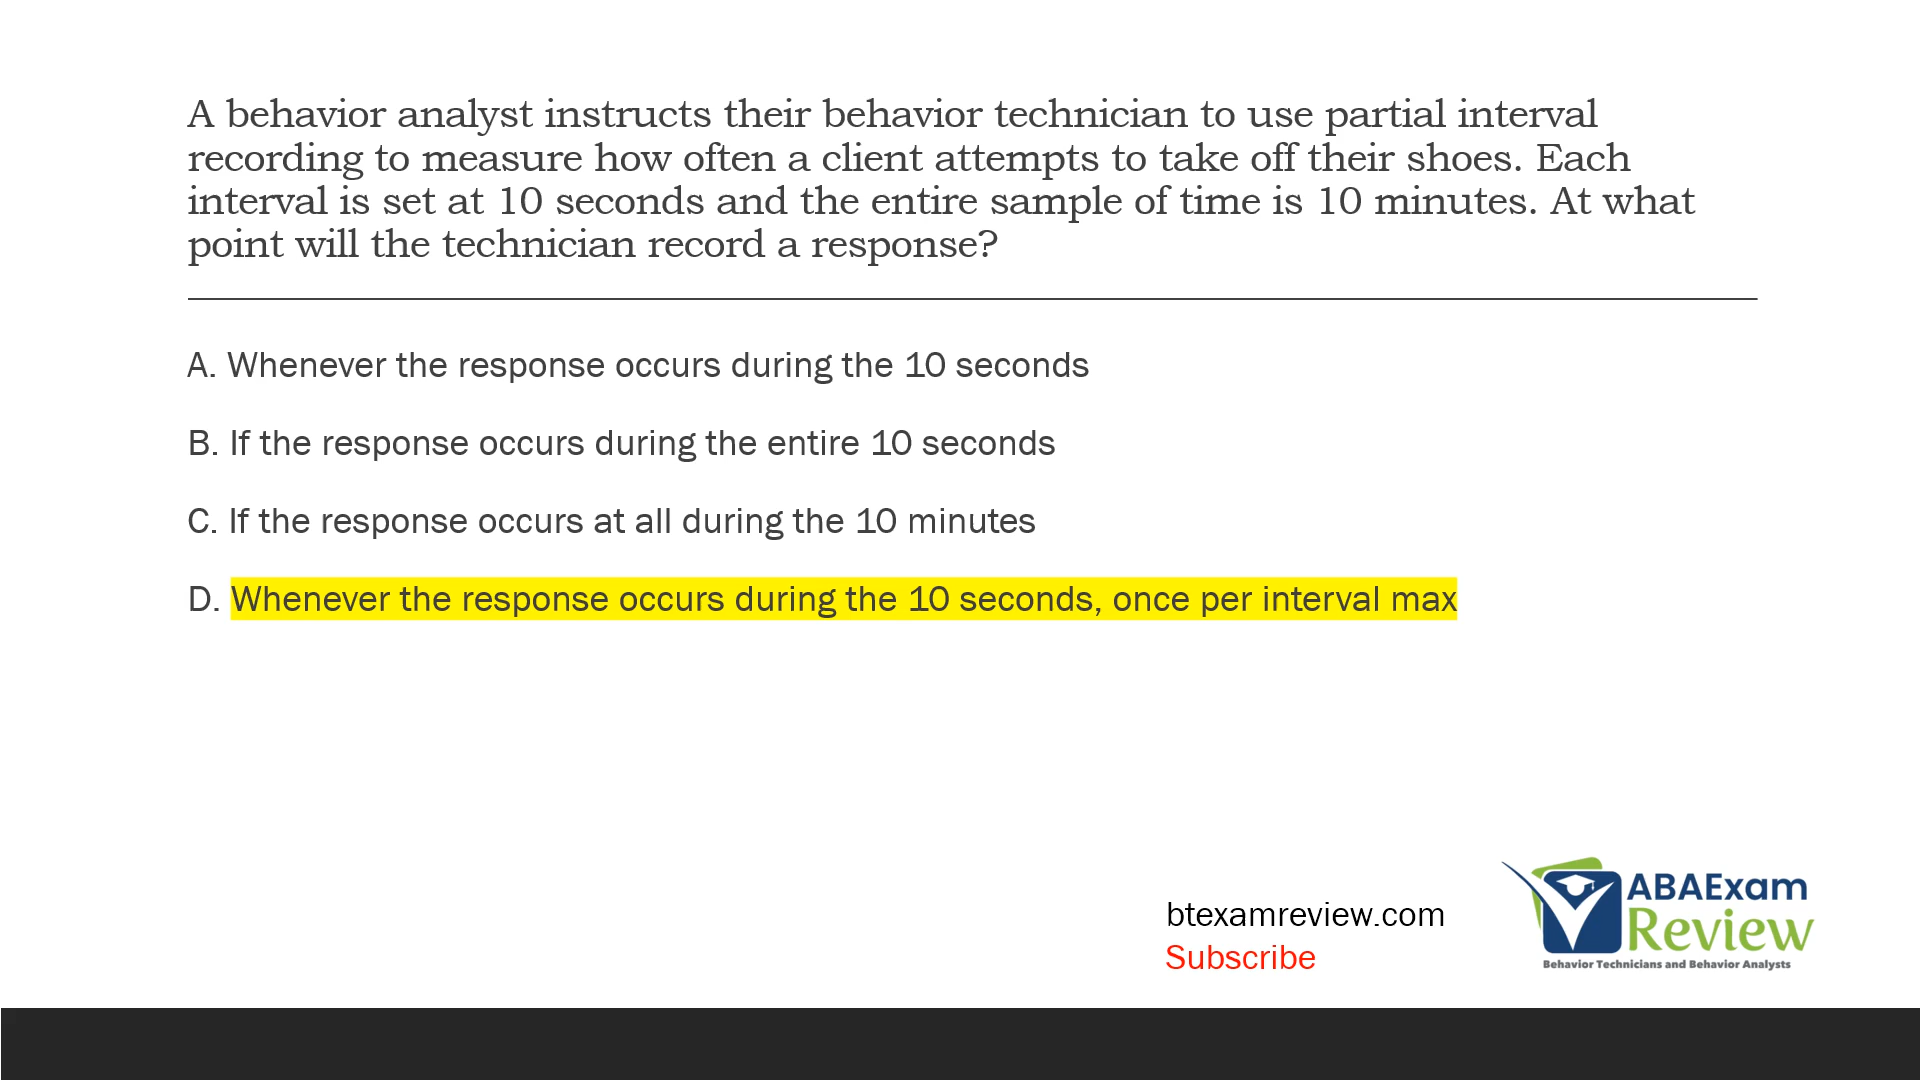 A behavior analyst instructs their behavior technician to use partial interval
recording to measure how often a client attempts to take off their shoes. Each
interval is set at 10 seconds and the entire sample of time is 10 minutes. At what
point will the technician record a response?
A. Whenever the response occurs during the 10 seconds
B. If the response occurs during the entire 10 seconds
C. If the response occurs at all during the 10 minutes
D. Whenever the response occurs during the 10 seconds, once per interval max
btexamreview.com
Subscribe
ABAExam
Review
Behavior Technicians and Behavior Analysts